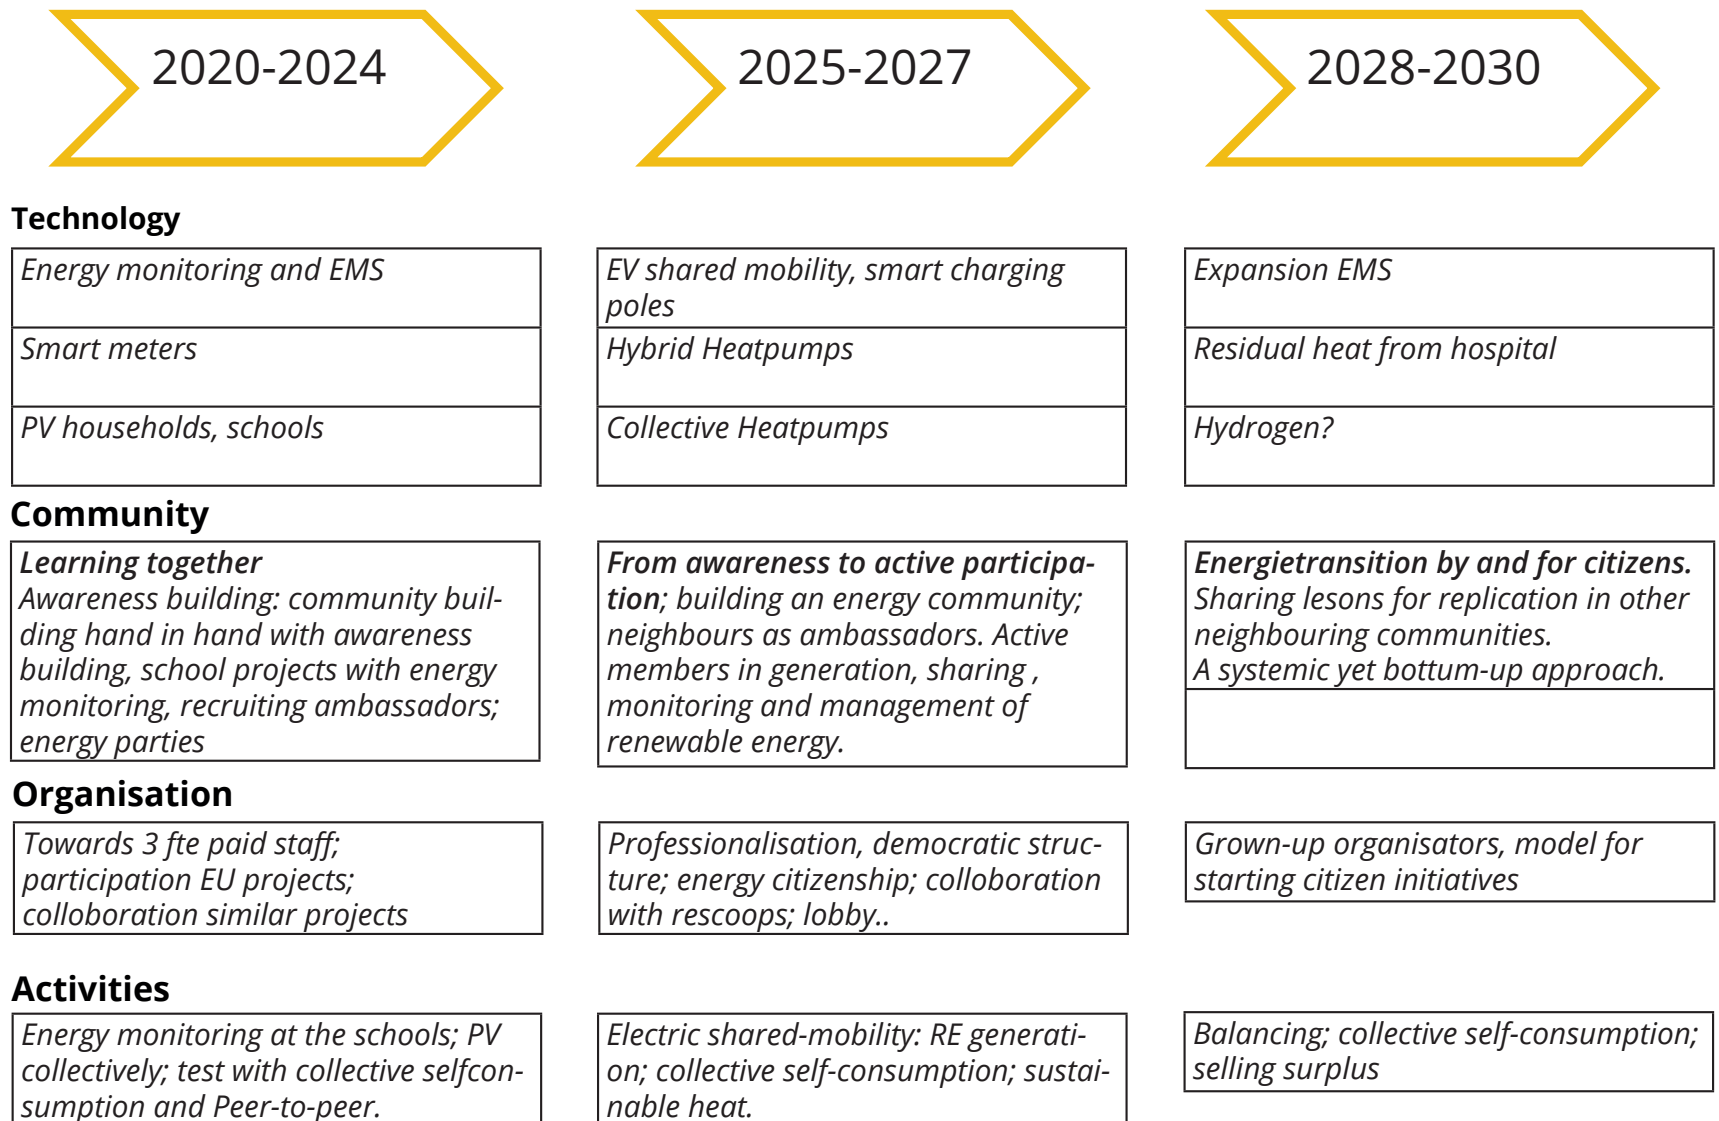 2020-2024
2025-2027
2028-2030
Technology
Energy monitoring and EMS
EV shared mobility, smart charging
poles
Expansion EMS
Smart meters
Hybrid Heatpumps
Residual heat from hospital
PV households, schools
Collective Heatpumps
Hydrogen?
Community
Learning together
Awareness building: community buil-
ding hand in hand with awareness
building, school projects with energy
monitoring, recruiting ambassadors;
energy parties
From awareness to active participa-
tion; building an energy community;
neighbours as ambassadors. Active
members in generation, sharing ,
monitoring and management of
renewable energy.
Energietransition by and for citizens.
Sharing lesons for replication in other
neighbouring communities.
A systemic yet bottum-up approach.
Organisation
Towards 3 fte paid staff;
participation EU projects;
colloboration similar projects
Professionalisation, democratic struc-
ture; energy citizenship; colloboration
with rescoops; lobby..
Grown-up organisators, model for
starting citizen initiatives
Activities
Energy monitoring at the schools; PV
collectively; test with collective selfcon-
sumption and Peer-to-peer.
Electric shared-mobility: RE generati-
on; collective self-consumption; sustai-
nable heat.
Balancing; collective self-consumption;
selling surplus